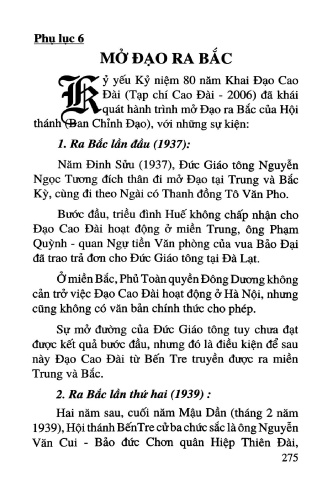 Phụ lục 6
MỞ ĐẠO RA BẮC
Kỷ yếu Kỷ niệm 80 năm Khai Đạo Cao
Đài (Tạp chí Cao Đài - 2006) đã khái
quát hành trình mở Đạo ra Bắc của Hội
thánh (Ban Chỉnh Đạo), với những sự kiện:
1. Ra Bắc lần đầu (1937):
Năm Đinh Sửu (1937), Đức Giáo tông Nguyễn
Ngọc Tương đích thân đi mở Đạo tại Trung và Bắc
Kỳ, cùng đi theo Ngài có Thanh đồng Tô Văn Pho.
Bước đầu, triều đình Huế không chấp nhận cho
Đạo Cao Đài hoạt động ở miền Trung, ông Phạm
Quỳnh - quan Ngự tiền Văn phòng của vua Bảo Đại
đã trao trả đơn cho Đức Giáo tông tại Đà Lạt.
Ở miền Bắc, Phủ Toàn quyền Đông Dương không
cản trở việc Đạo Cao Đài hoạt động ở Hà Nội, nhưng
cũng không có văn bản chính thức cho phép.
Sự mở đường của Đức Giáo tông tuy chưa đạt
được kết quả bước đầu, nhưng đó là điều kiện để sau
này Đạo Cao Đài từ Bến Tre truyền được ra miền
Trung và Bắc.
2. Ra Bắc lần thứ hai (1939) :
Hai năm sau, cuối năm Mậu Dần (tháng 2 năm
1939), Hội thánh BếnTre cử ba chức sắc là ông Nguyễn
Văn Cui - Bảo đức Chơn quân Hiệp Thiên Đài,
275